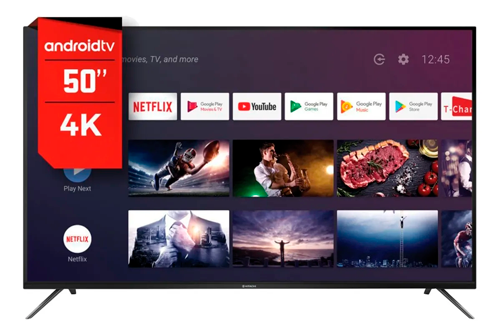 androidtv
50’’
4K
movies, TV, and more
12:45
NETFLIX
Google Play
Movies & TV
YouTube
Google Play
Games
Google Play
Music
Google Play
Store
T-Char
Play Next
NETFLIX
Netflix